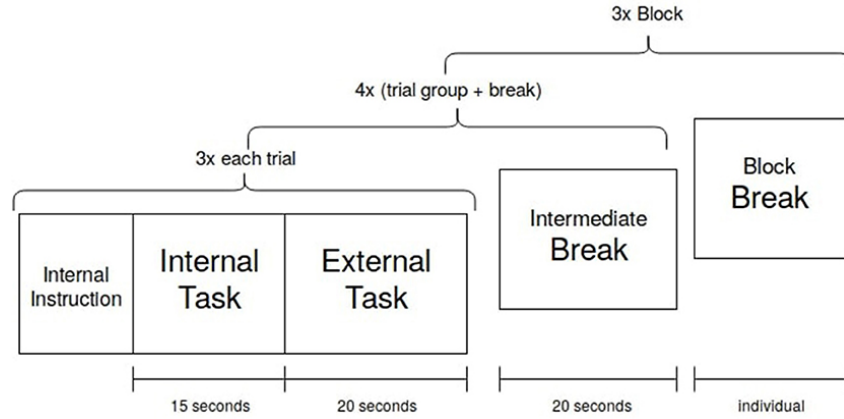 3x Block
4x (trial group + break)
3x each trial
Internal
Instruction
Internal
Task
External
Task
Intermediate
Break
Block
Break
15 seconds
20 seconds
20 seconds
individual